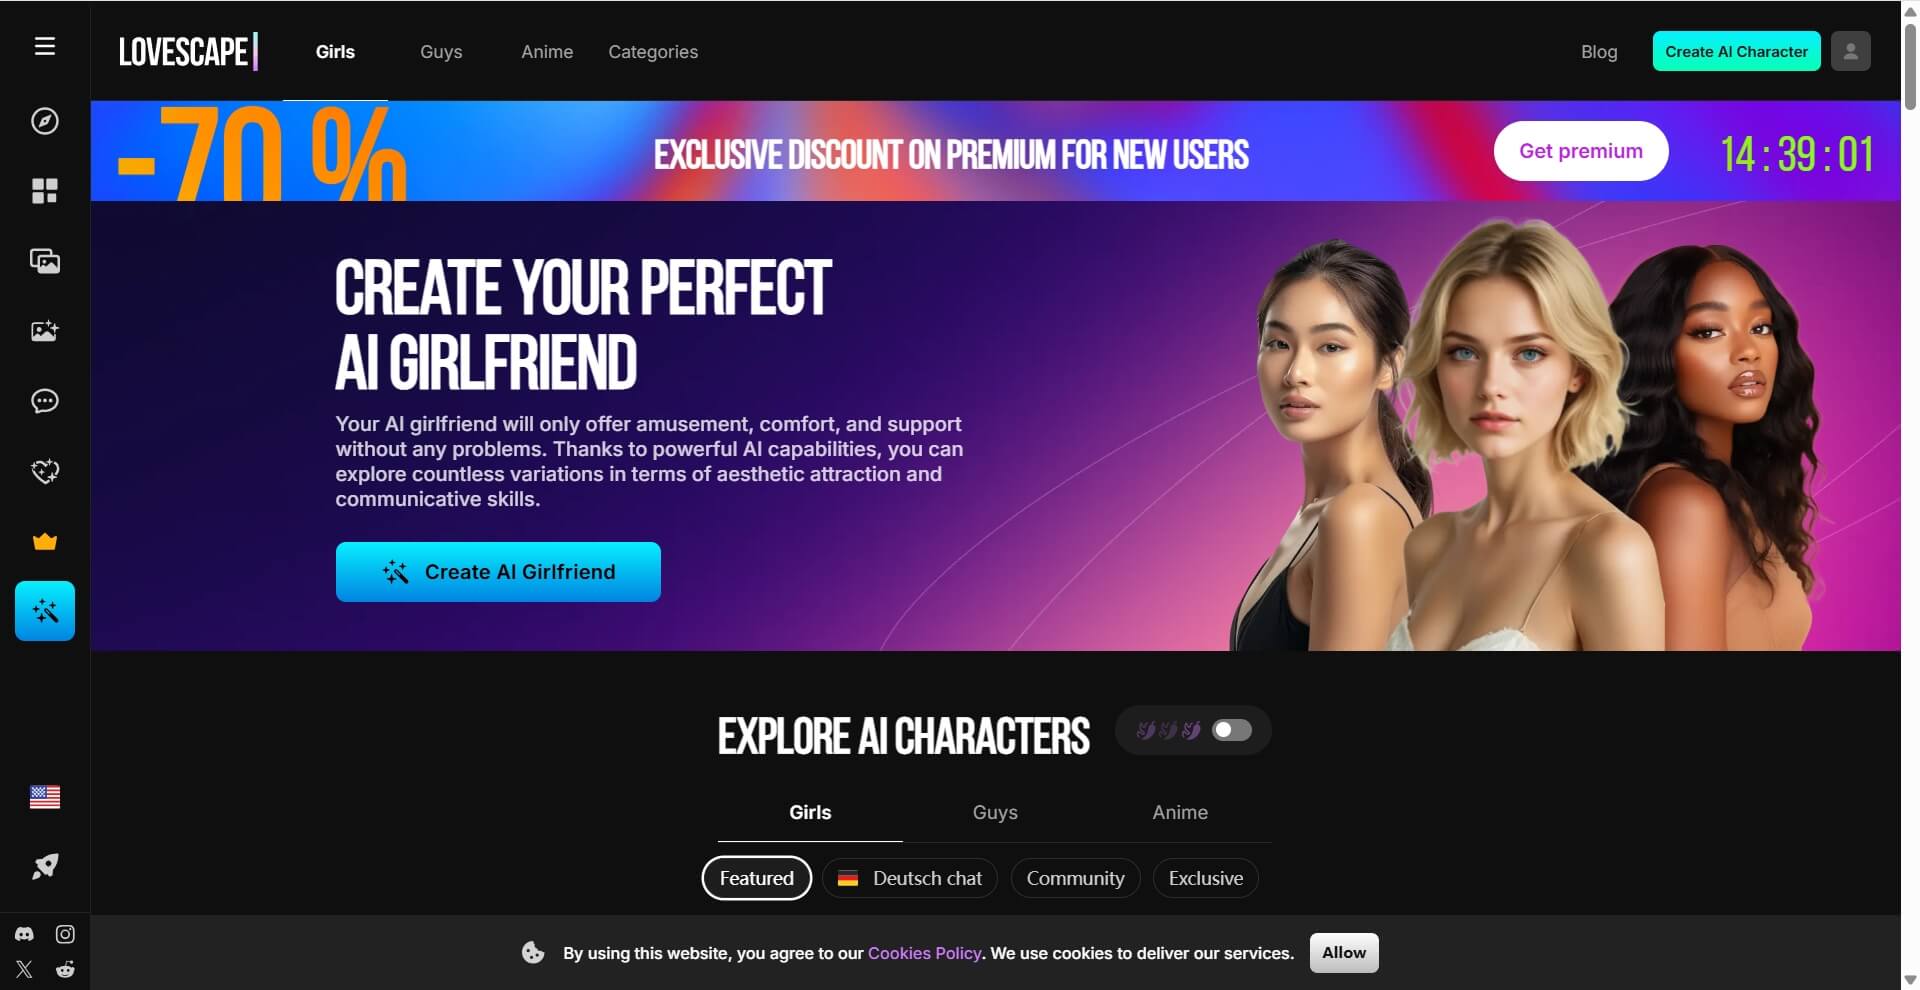 LOVESCAPE
Girls
Guys
Anime
Categories
Blog
Create AI Character
-70 %
EXCLUSIVE DISCOUNT ON PREMIUM FOR NEW USERS
Get premium
14 : 39 : 01
CREATE YOUR PERFECT
AI GIRLFRIEND
Your AI girlfriend will only offer amusement, comfort, and support
without any problems. Thanks to powerful AI capabilities, you can
explore countless variations in terms of aesthetic attraction and
communicative skills.
Create AI Girlfriend
EXPLORE AI CHARACTERS
Girls
Guys
Anime
Featured
Deutsch chat
Community
Exclusive
By using this website, you agree to our Cookies Policy. We use cookies to deliver our services.
Allow